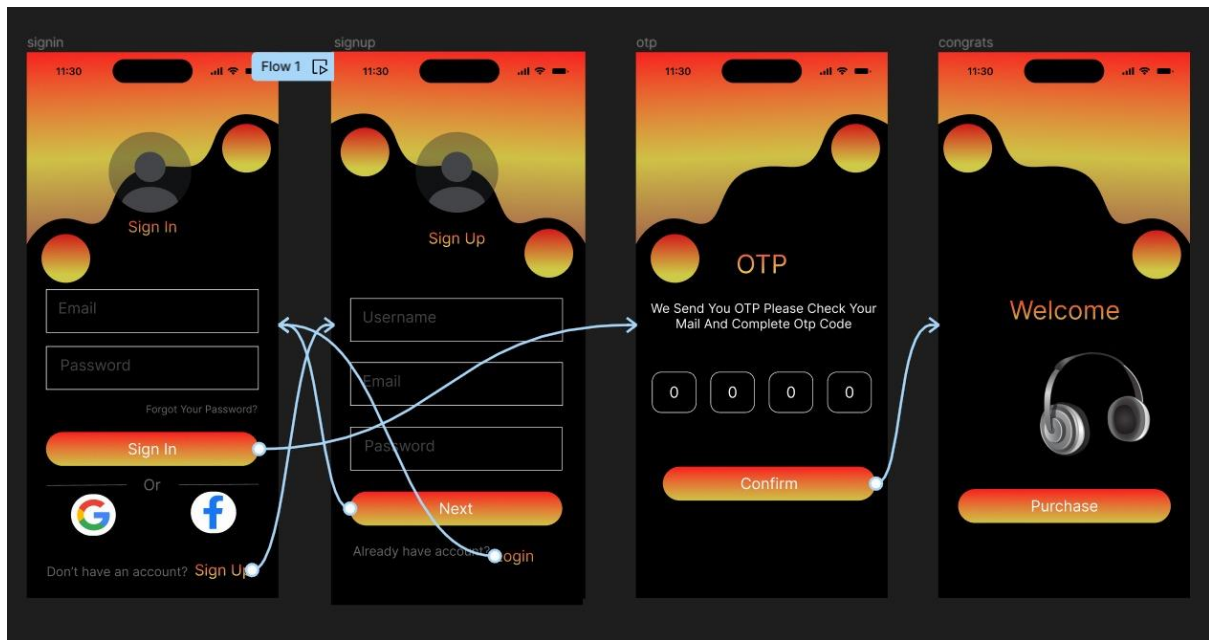 signin
11:30
Flow 1
Sign In
Email
Password
Forgot Your Password?
Sign In
Or
Don't have an account? Sign Up
signup
11:30
Sign Up
Username
Email
Password
Next
Already have account? Login
otp
11:30
OTP
We Send You OTP Please Check Your
Mail And Complete Otp Code
0 0 0 0
Confirm
congrats
11:30
Welcome
Purchase